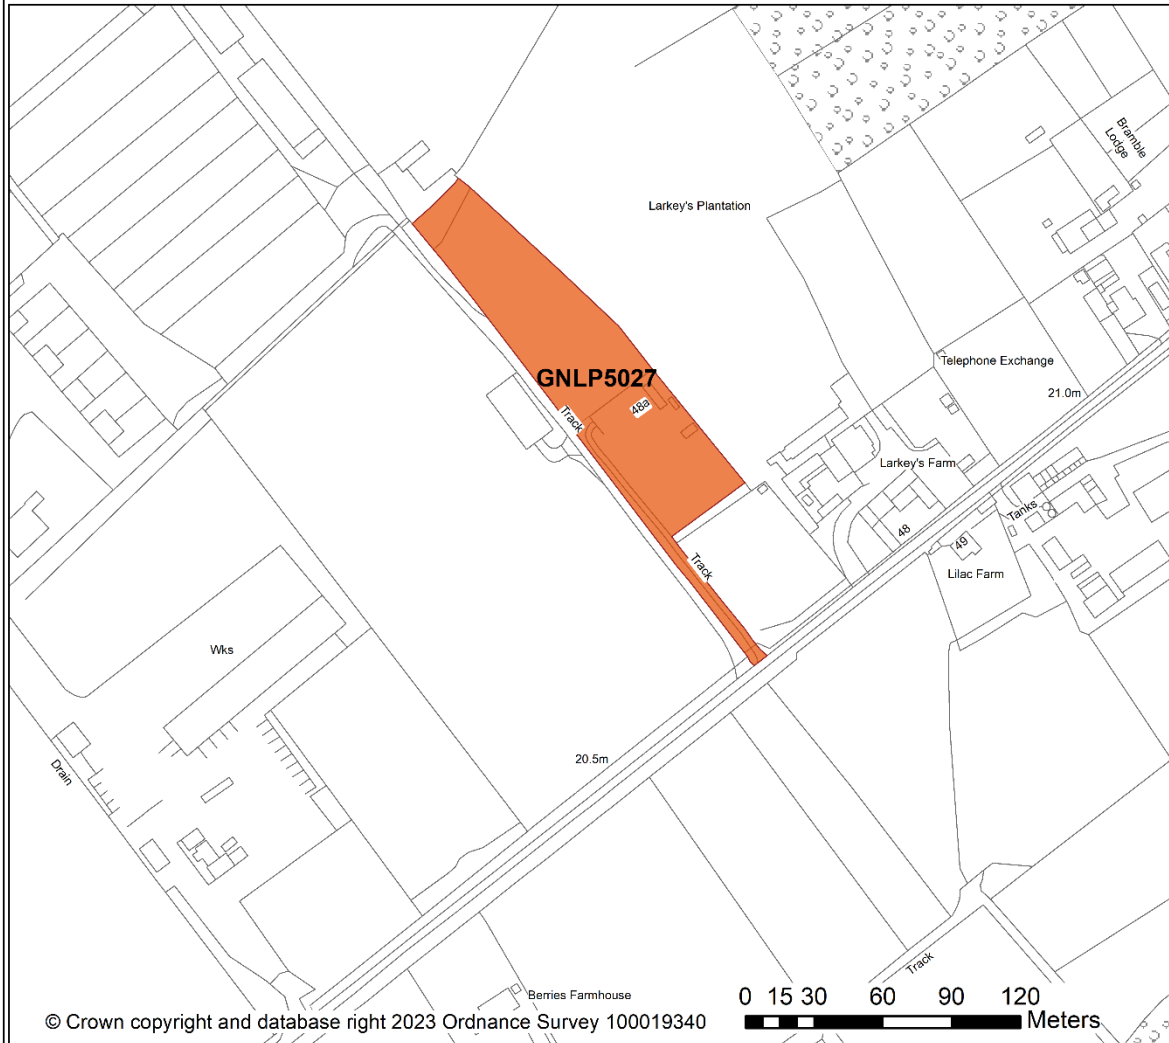 Bramble
Lodge
Larkey's Plantation
Telephone Exchange
GNLP5027
21.0m
48a
Track
Larkey's Farm
Tanks
48
49
Track
Lilac Farm
Wks
20.5m
Drain
Track
Berries Farmhouse
0 15 30 60 90 120
Meters
© Crown copyright and database right 2023 Ordnance Survey 100019340